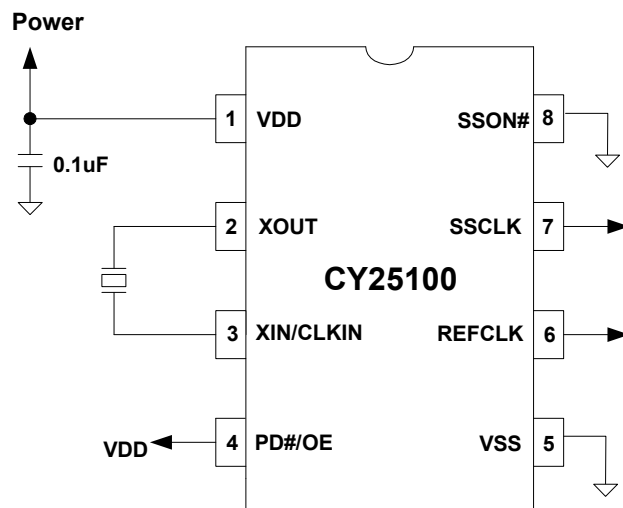 Power
1 VDD SSON# 8
0.1uF
2 XOUT SSCLK 7
CY25100
3 XIN/CLKIN REFCLK 6
VDD 4 PD#/OE VSS 5